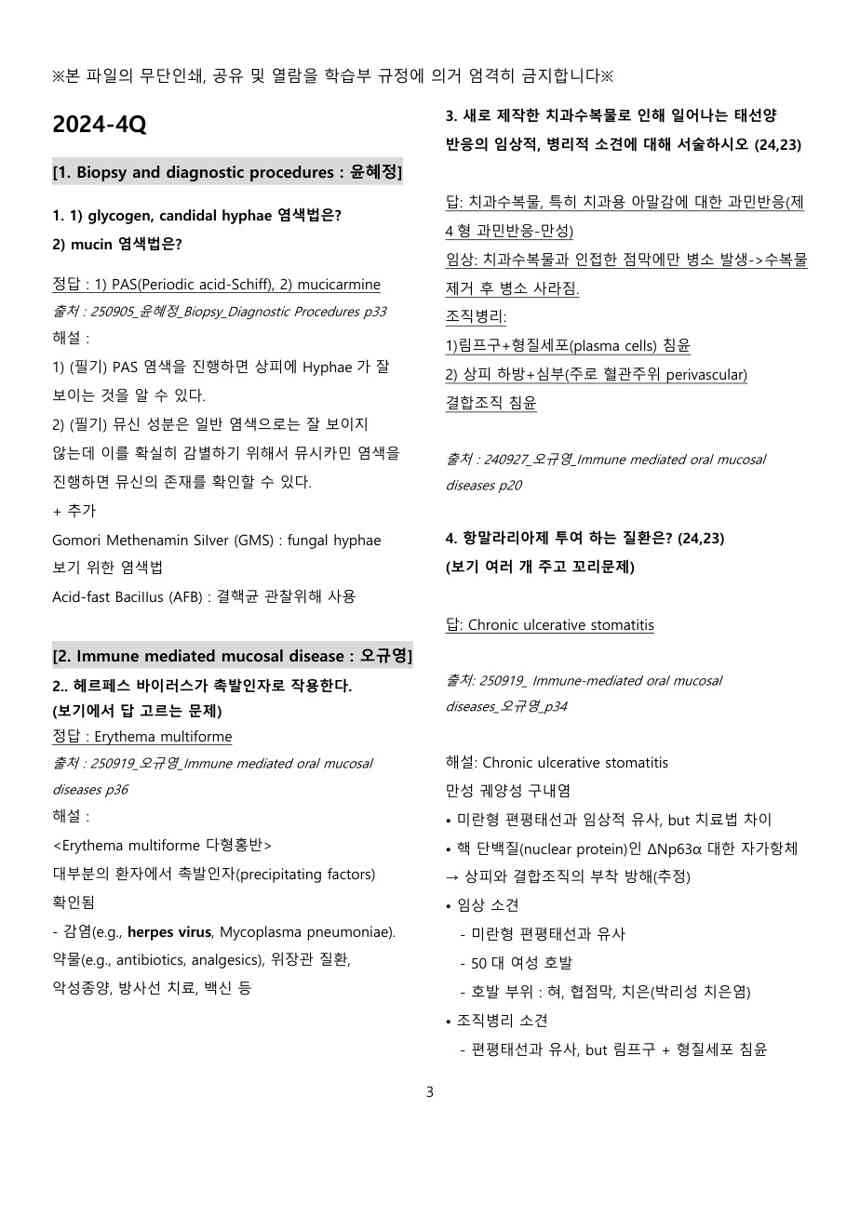 ※본 파일의 무단인쇄, 공유 및 열람을 학습부 규정에 의거 엄격히 금지합니다※
2024-4Q
[1. Biopsy and diagnostic procedures : 윤혜정]
1. 1) glycogen, candidal hyphae 염색법은?
2) mucin 염색법은?
정답 : 1) PAS(Periodic acid-Schiff), 2) mucicarmine
출처 : 250905_윤혜정_Biopsy_Diagnostic Procedures p33
해설 :
1) (필기) PAS 염색을 진행하면 상피에 Hyphae 가 잘
보이는 것을 알 수 있다.
2) (필기) 뮤신 성분은 일반 염색으로는 잘 보이지
않는데 이를 확실히 감별하기 위해서 뮤시카민 염색을
진행하면 뮤신의 존재를 확인할 수 있다.
+ 추가
Gomori Methenamin Silver (GMS) : fungal hyphae
보기 위한 염색법
Acid-fast Bacillus (AFB) : 결핵균 관찰위해 사용
[2. Immune mediated mucosal disease : 오규영]
2.. 헤르페스 바이러스가 촉발인자로 작용한다.
(보기에서 답 고르는 문제)
정답 : Erythema multiforme
출처 : 250919_오규영_Immune mediated oral mucosal
diseases p36
해설 :
<Erythema multiforme 다형홍반>
대부분의 환자에서 촉발인자(precipitating factors)
확인됨
- 감염(e.g., herpes virus, Mycoplasma pneumoniae).
약물(e.g., antibiotics, analgesics), 위장관 질환,
악성종양, 방사선 치료, 백신 등
3. 새로 제작한 치과수복물로 인해 일어나는 태선양
반응의 임상적, 병리적 소견에 대해 서술하시오 (24,23)
답: 치과수복물, 특히 치과용 아말감에 대한 과민반응(제
4 형 과민반응-만성)
임상: 치과수복물과 인접한 점막에만 병소 발생->수복물
제거 후 병소 사라짐.
조직병리:
1)림프구+형질세포(plasma cells) 침윤
2) 상피 하방+심부(주로 혈관주위 perivascular)
결합조직 침윤
출처 : 240927_오규영_Immune mediated oral mucosal
diseases p20
4. 항말라리아제 투여 하는 질환은? (24,23)
(보기 여러 개 주고 꼬리문제)
답: Chronic ulcerative stomatitis
출처: 250919_ Immune-mediated oral mucosal
diseases_오규영_p34
해설: Chronic ulcerative stomatitis
만성 궤양성 구내염
• 미란형 편평태선과 임상적 유사, but 치료법 차이
• 핵 단백질(nuclear protein)인 ΔNp63α 대한 자가항체
→ 상피와 결합조직의 부착 방해(추정)
• 임상 소견
- 미란형 편평태선과 유사
- 50 대 여성 호발
- 호발 부위 : 혀, 협점막, 치은(박리성 치은염)
• 조직병리 소견
- 편평태선과 유사, but 림프구 + 형질세포 침윤
3